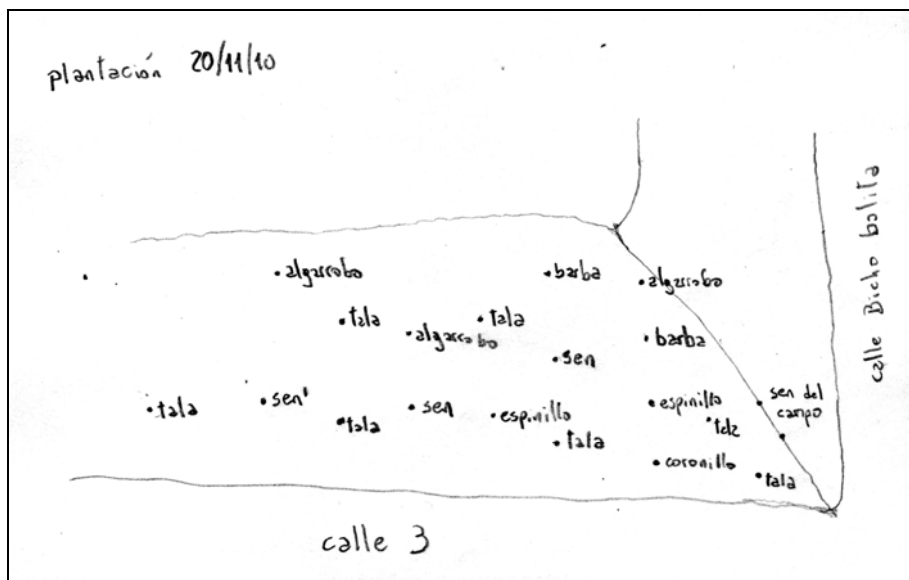 plantación 20/11/10
calle Bicho bolita
algarrobo
barba
algarrobo
tala
algarrobo
tala
barba
sen
tala
sen
tala
sen
espinillo
tala
espinillo
tala
sen del
campo
coronillo
tala
calle 3